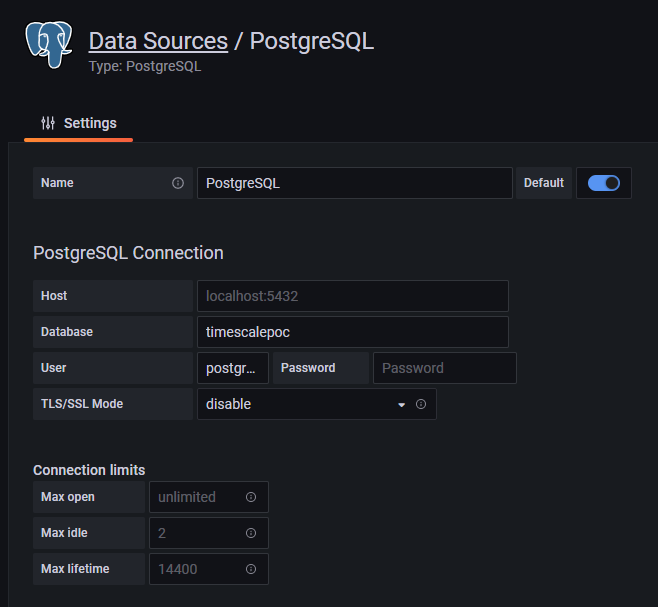 Data Sources / PostgreSQL
Type: PostgreSQL
Settings
Name PostgreSQL Default
PostgreSQL Connection
Host localhost:5432
Database timescalepoc
User postgr... Password Password
TLS/SSL Mode disable
Connection limits
Max open unlimited
Max idle 2
Max lifetime 14400